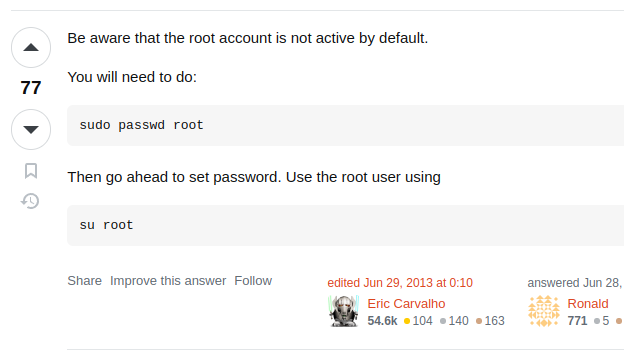 Be aware that the root account is not active by default.
You will need to do:
77
sudo passwd root
Then go ahead to set password. Use the root user using
su root
Share Improve this answer Follow
edited Jun 29, 2013 at 0:10
answered Jun 28,
Eric Carvalho
54.6k 104 140 163
Ronald
771 5